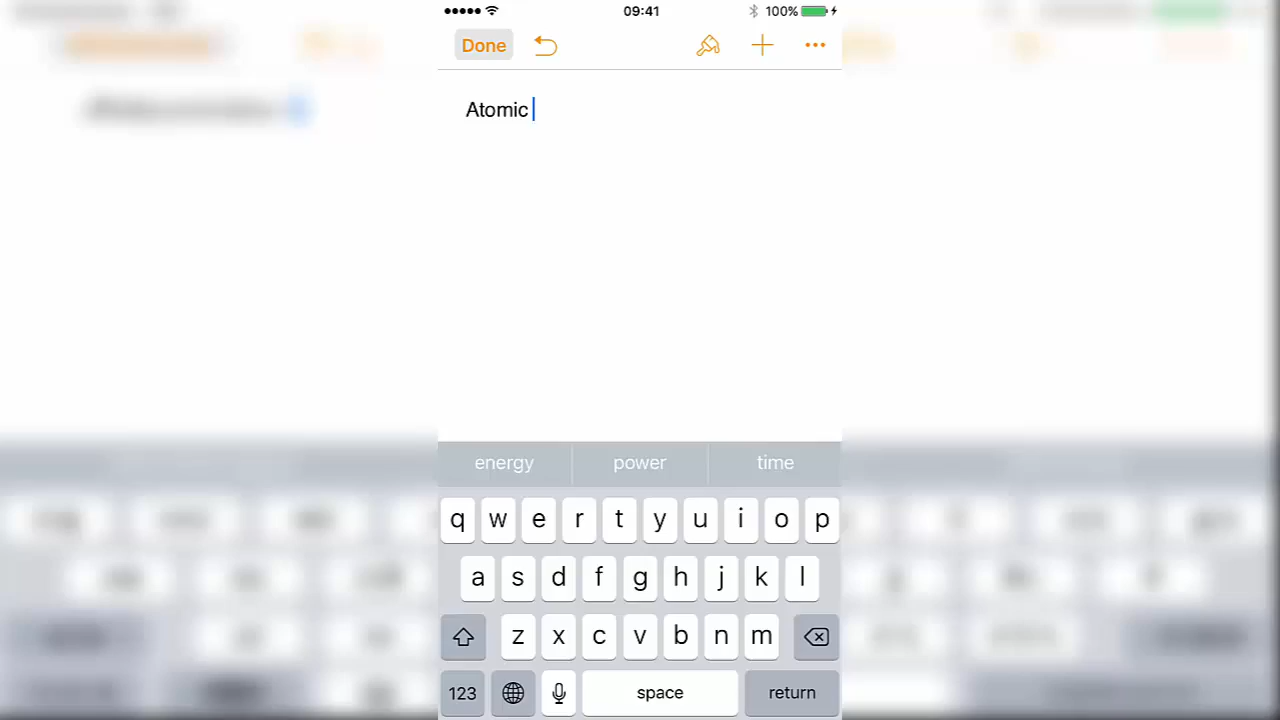 09:41 100%
Done
Atomic
energy power time
q w e r t y u i o p
a s d f g h j k l
z x c v b n m
123 space return